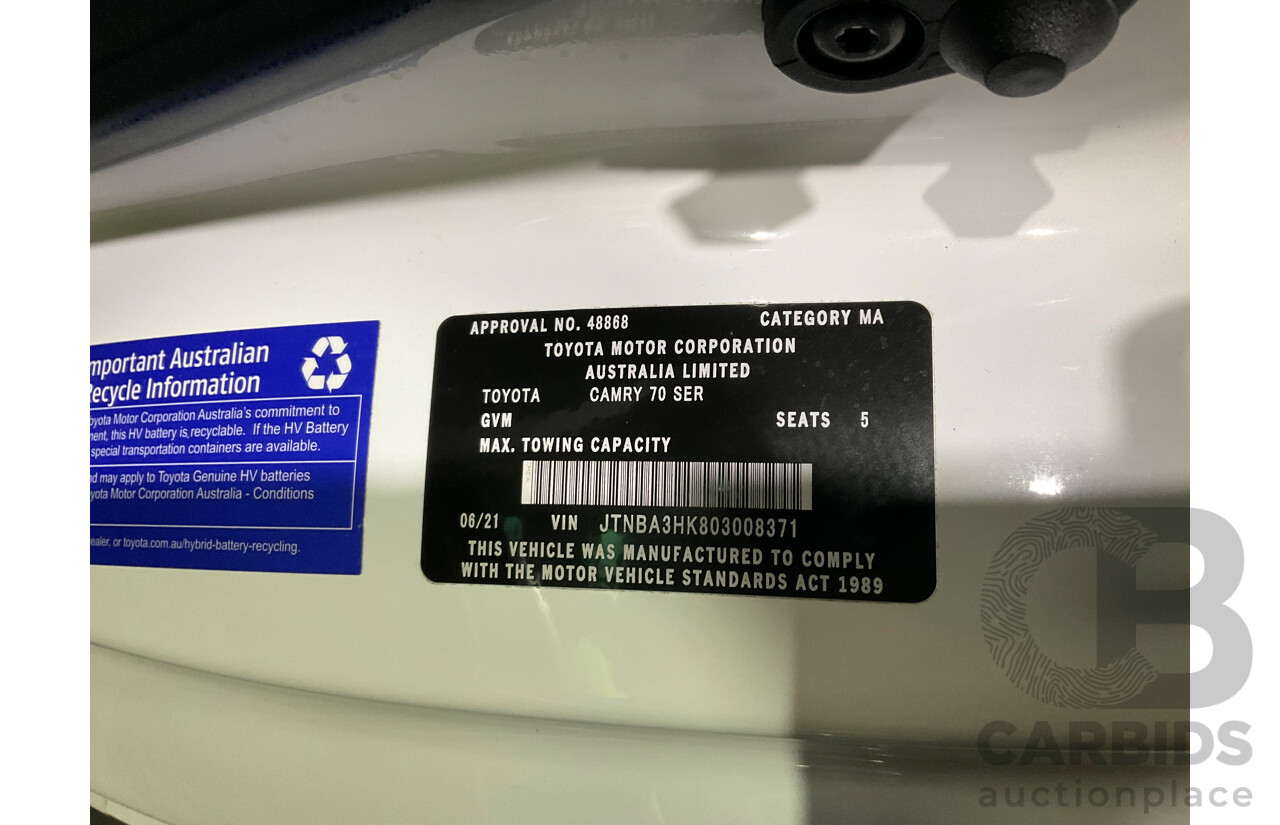 APPROVAL NO. 48868 CATEGORY MA
TOYOTA MOTOR CORPORATION
AUSTRALIA LIMITED
TOYOTA CAMRY 70 SER
GVM SEATS 5
MAX. TOWING CAPACITY
06/21 VIN JTNBA3HK803008371
THIS VEHICLE WAS MANUFACTURED TO COMPLY
WITH THE MOTOR VEHICLE STANDARDS ACT 1989
mportant Australian
Recycle Information
oyota Motor Corporation Australia's commitment to
ment, this HV battery is recyclable. If the HV Battery
special transportation containers are available.
nd may apply to Toyota Genuine HV batteries
oyota Motor Corporation Australia - Conditions
ealer, or toyota.com.au/hybrid-battery-recycling.
CB
CARBIDS
auctionplace